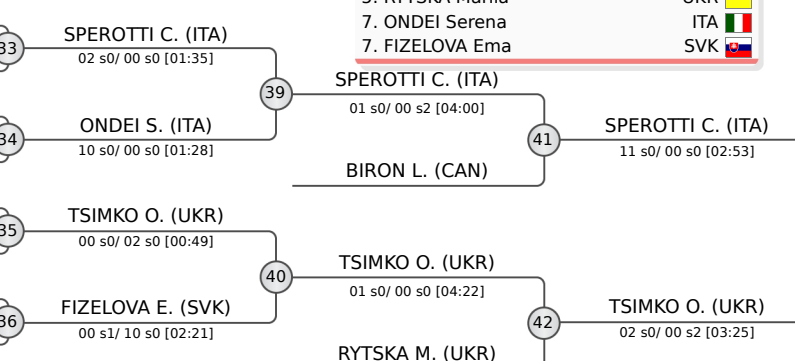 7. ONDEI Serena ITA
7. FIZELOVA Ema SVK
33
SPEROTTI C. (ITA)
02 s0/ 00 s0 [01:35]
39
SPEROTTI C. (ITA)
01 s0/ 00 s2 [04:00]
34
ONDEI S. (ITA)
10 s0/ 00 s0 [01:28]
41
SPEROTTI C. (ITA)
11 s0/ 00 s0 [02:53]
BIRON L. (CAN)
35
TSIMKO O. (UKR)
00 s0/ 02 s0 [00:49]
40
TSIMKO O. (UKR)
01 s0/ 00 s0 [04:22]
36
FIZELOVA E. (SVK)
00 s1/ 10 s0 [02:21]
42
TSIMKO O. (UKR)
02 s0/ 00 s2 [03:25]
RYTSKA M. (UKR)